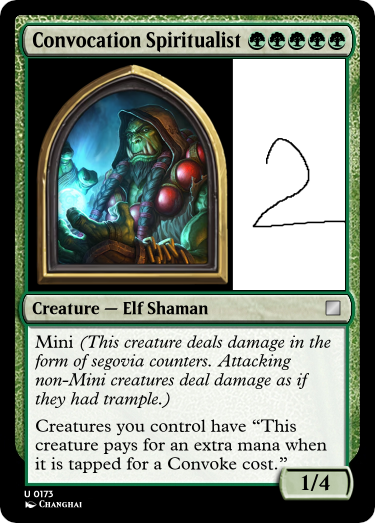 Convocation Spiritualist
2
Creature — Elf Shaman
Mini (This creature deals damage in the
form of segovia counters. Attacking
non-Mini creatures deal damage as if
they had trample.)
Creatures you control have “This
creature pays for an extra mana when
it is tapped for a Convoke cost.”
1/4
U 0173
Changhai